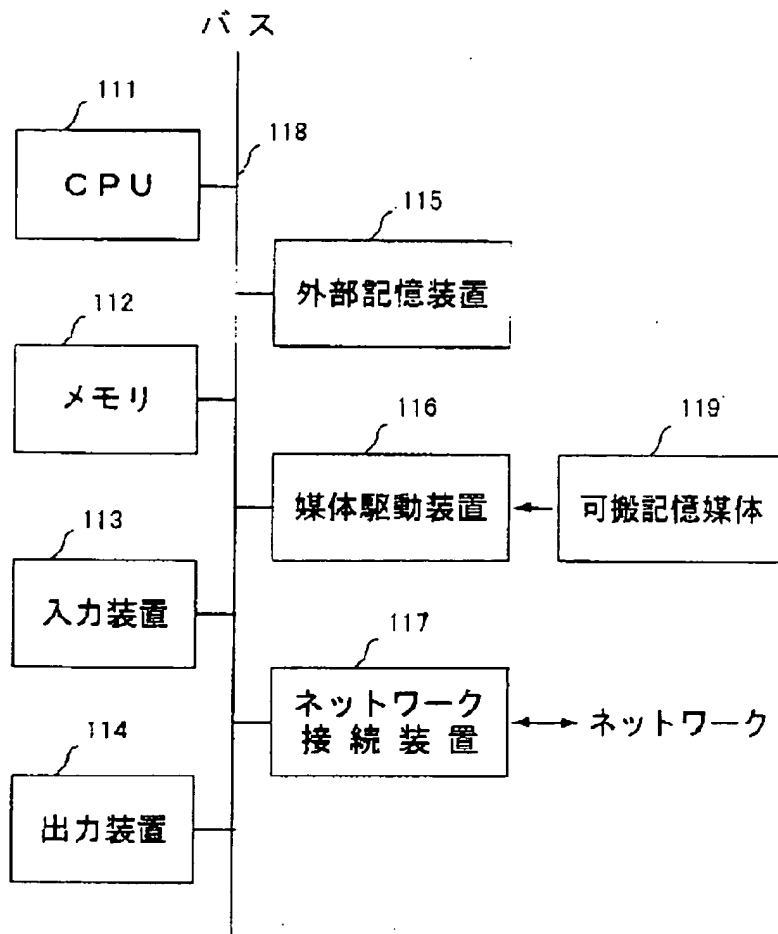 バス
111
118
CPU
115
外部記憶装置
112
メモリ
116
119
媒体駆動装置
可搬記憶媒体
113
入力装置
117
ネットワーク
接続装置
ネットワーク
114
出力装置